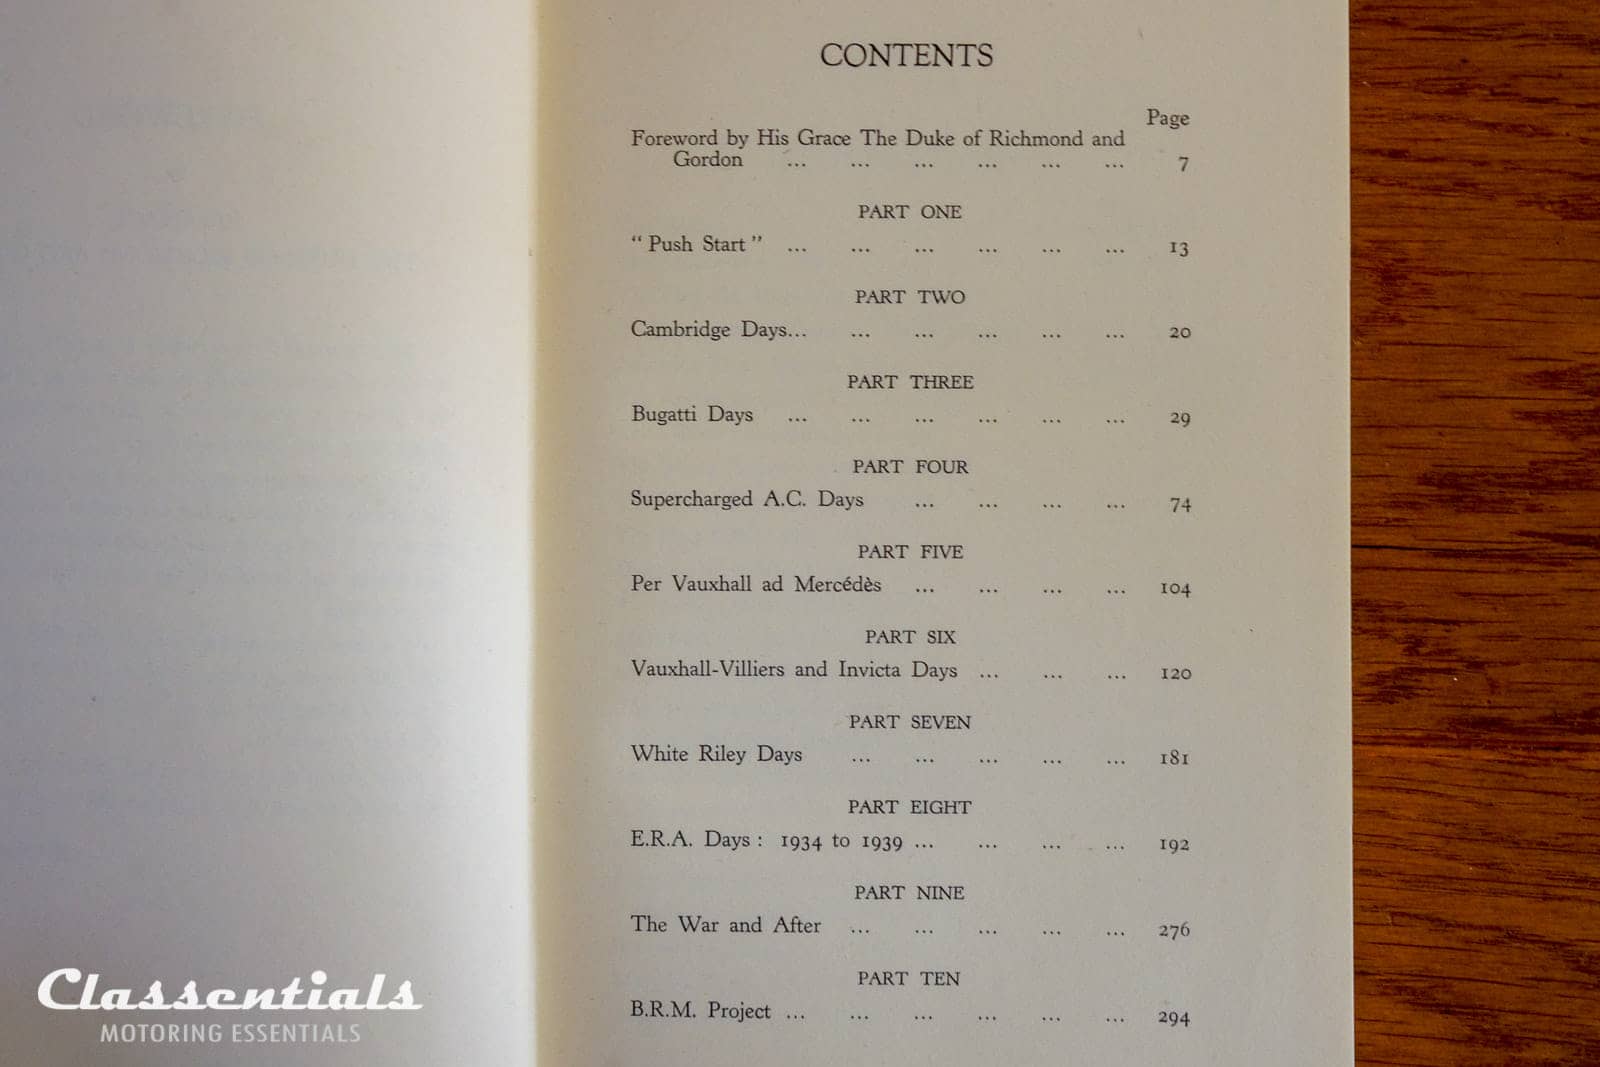 CONTENTS
Page
Foreword by His Grace The Duke of Richmond and
Gordon ... ... ... ... ... ... 7
PART ONE
“ Push Start ” ... ... ... ... ... ... 13
PART TWO
Cambridge Days... ... ... ... ... ... 20
PART THREE
Bugatti Days ... ... ... ... ... ... 29
PART FOUR
Supercharged A.C. Days ... ... ... ... 74
PART FIVE
Per Vauxhall ad Mercédès ... ... ... ... 104
PART SIX
Vauxhall-Villiers and Invicta Days ... ... ... 120
PART SEVEN
White Riley Days ... ... ... ... ... 181
PART EIGHT
E.R.A. Days : 1934 to 1939 ... ... ... ... 192
PART NINE
The War and After ... ... ... ... ... 276
PART TEN
B.R.M. Project ... ... ... ... ... ... 294
Classentials
MOTORING ESSENTIALS